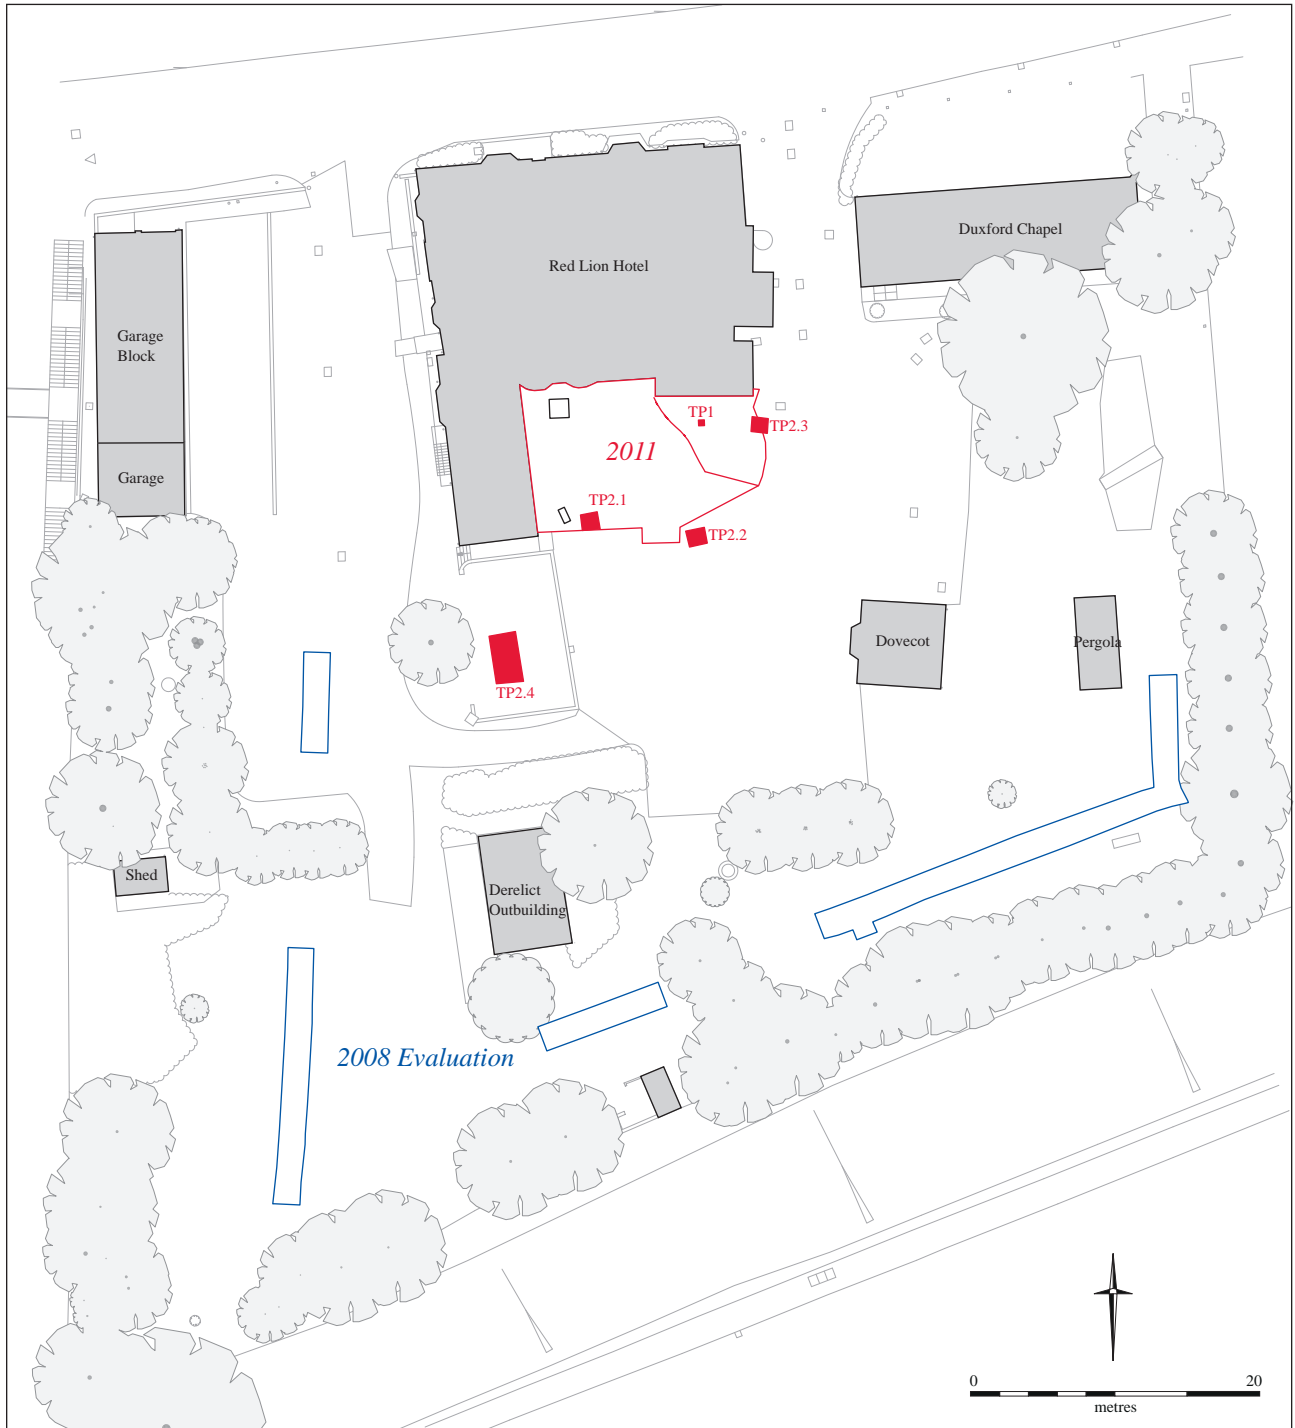 Duxford Chapel
Red Lion Hotel
Garage
Block
TP1
TP2.3
2011
Garage
TP2.1
TP2.2
Dovecot
Pergola
TP2.4
Shed
Derelict
Outbuilding
2008 Evaluation
0 20
metres